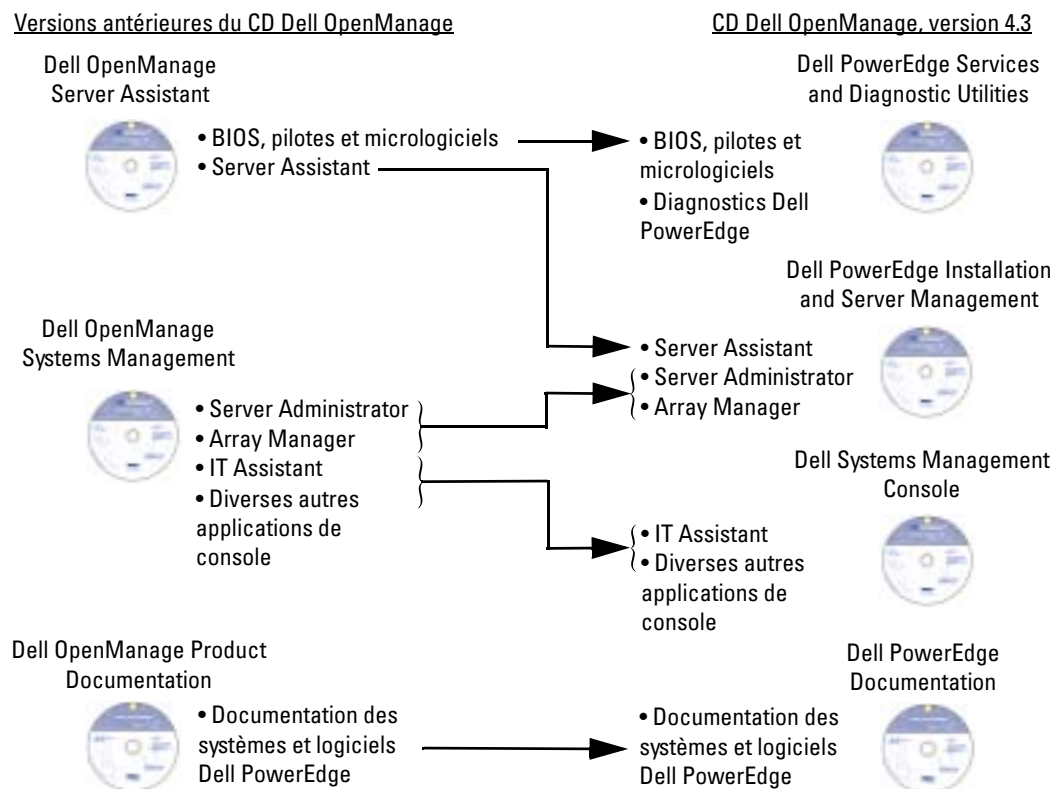 Versions antérieures du CD Dell OpenManage
CD Dell OpenManage, version 4.3
Dell OpenManage
Server Assistant
• BIOS, pilotes et micrologiciels
• Server Assistant
Dell PowerEdge Services
and Diagnostic Utilities
• BIOS, pilotes et
micrologiciels
• Diagnostics Dell
PowerEdge
Dell PowerEdge Installation
and Server Management
• Server Assistant
• Server Administrator
• Array Manager
Dell OpenManage
Systems Management
• Server Administrator
• Array Manager
• IT Assistant
• Diverses autres
applications de
console
Dell Systems Management
Console
• IT Assistant
• Diverses autres
applications de
console
Dell OpenManage Product
Documentation
• Documentation des
systèmes et logiciels
Dell PowerEdge
Dell PowerEdge
Documentation
• Documentation des
systèmes et logiciels
Dell PowerEdge